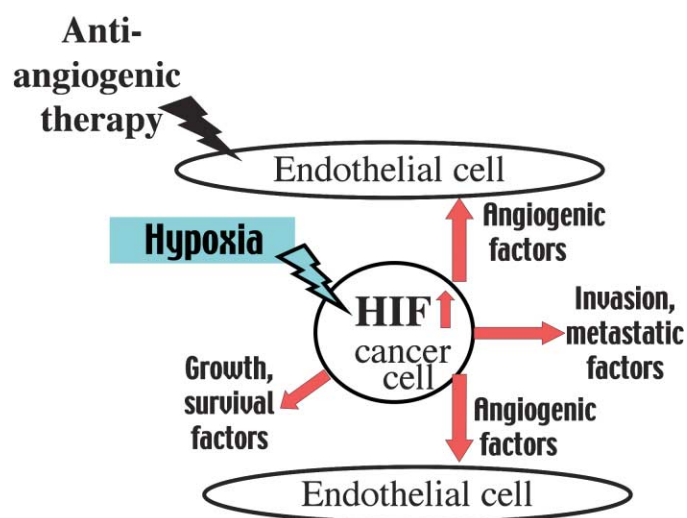 Anti-
angiogenic
therapy
Endothelial cell
Angiogenic
factors
Hypoxia
HIF
cancer
cell
Invasion,
metastatic
factors
Growth,
survival
factors
Angiogenic
factors
Endothelial cell